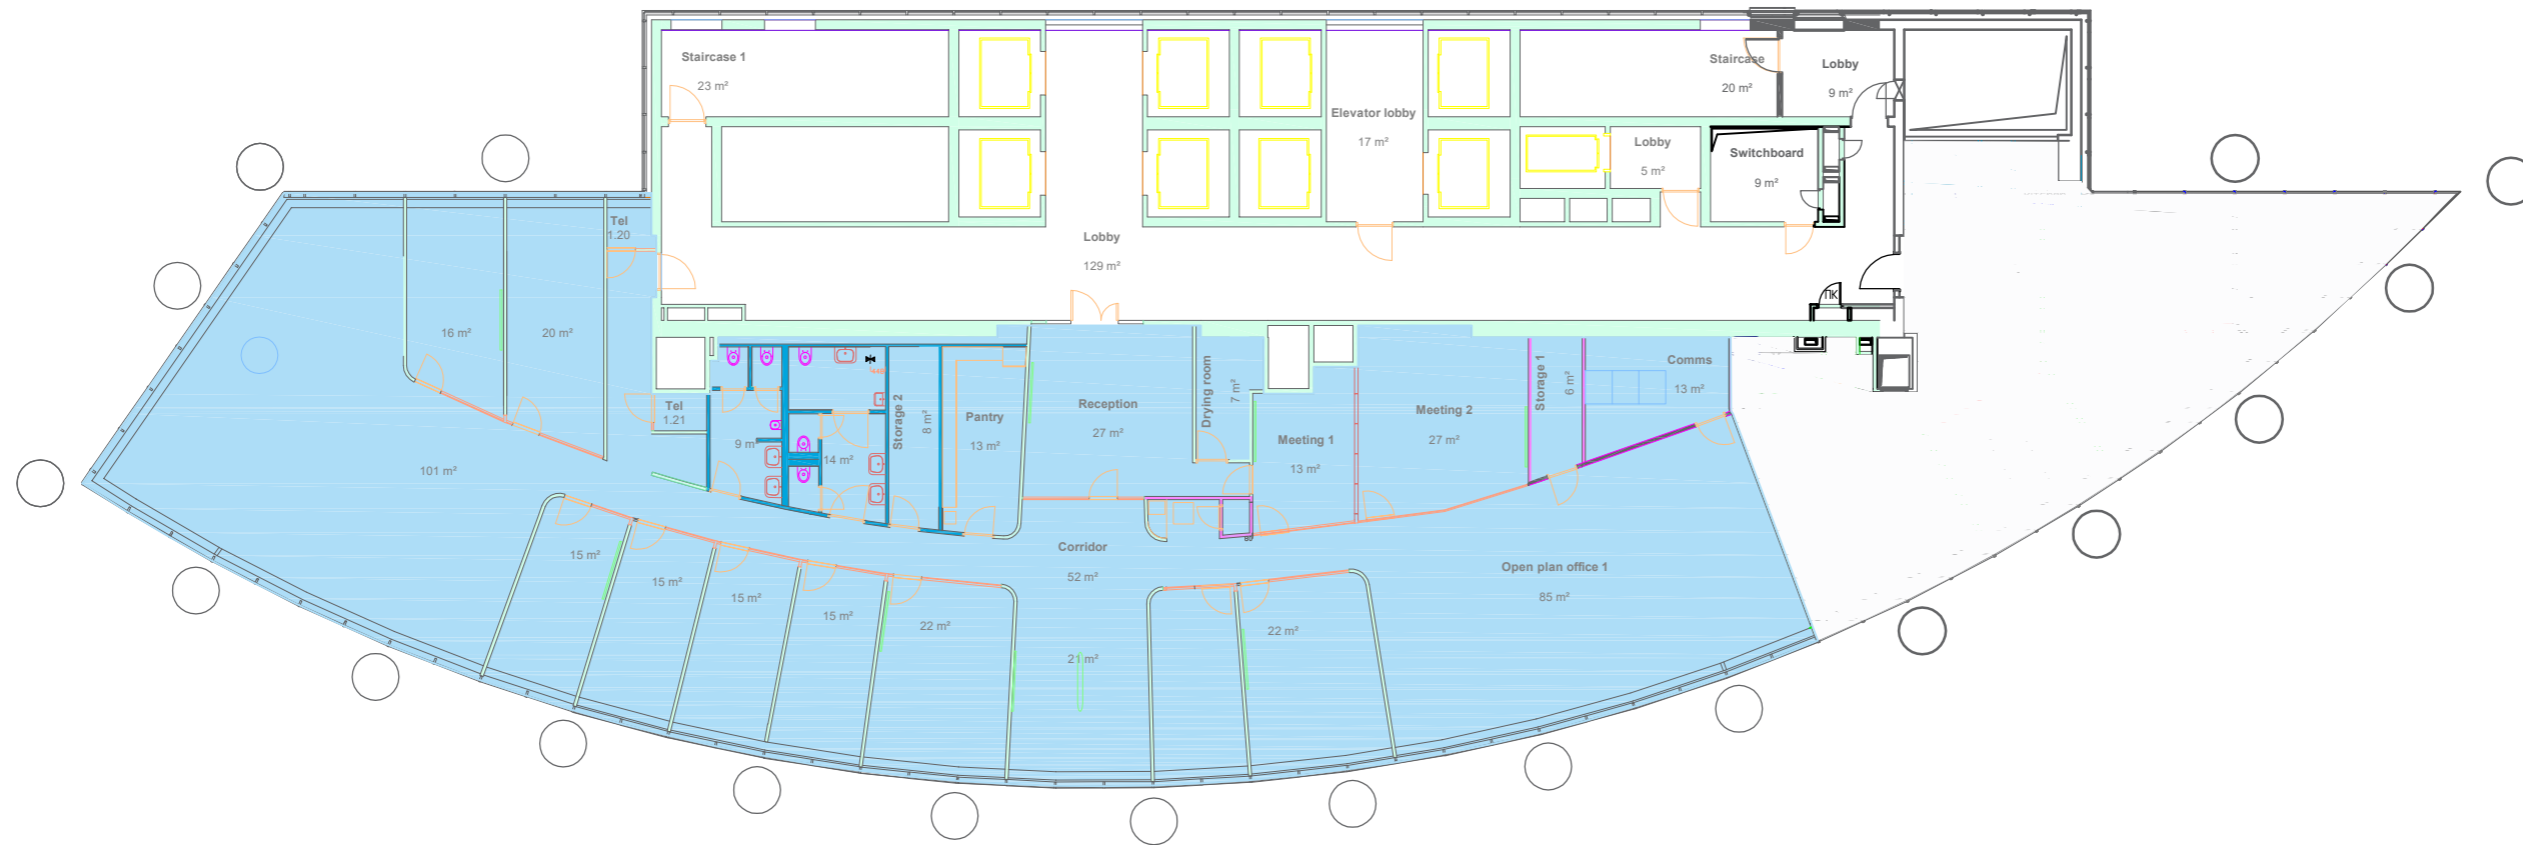 Staircase 1
23 m²
Staircase
20 m²
Lobby
9 m²
Elevator lobby
17 m²
Lobby
5 m²
Switchboard
9 m²
Tel
1.20
Lobby
129 m²
ПК
16 m²
20 m²
Tel
1.21
101 m²
9 m²
14 m²
Storage 2
8 m²
Pantry
13 m²
Reception
27 m²
Drying room
7 m²
Meeting 1
13 m²
Meeting 2
27 m²
Storage 1
6 m²
Comms
13 m²
Corridor
52 m²
Open plan office 1
85 m²
15 m²
15 m²
15 m²
15 m²
22 m²
21 m²
22 m²